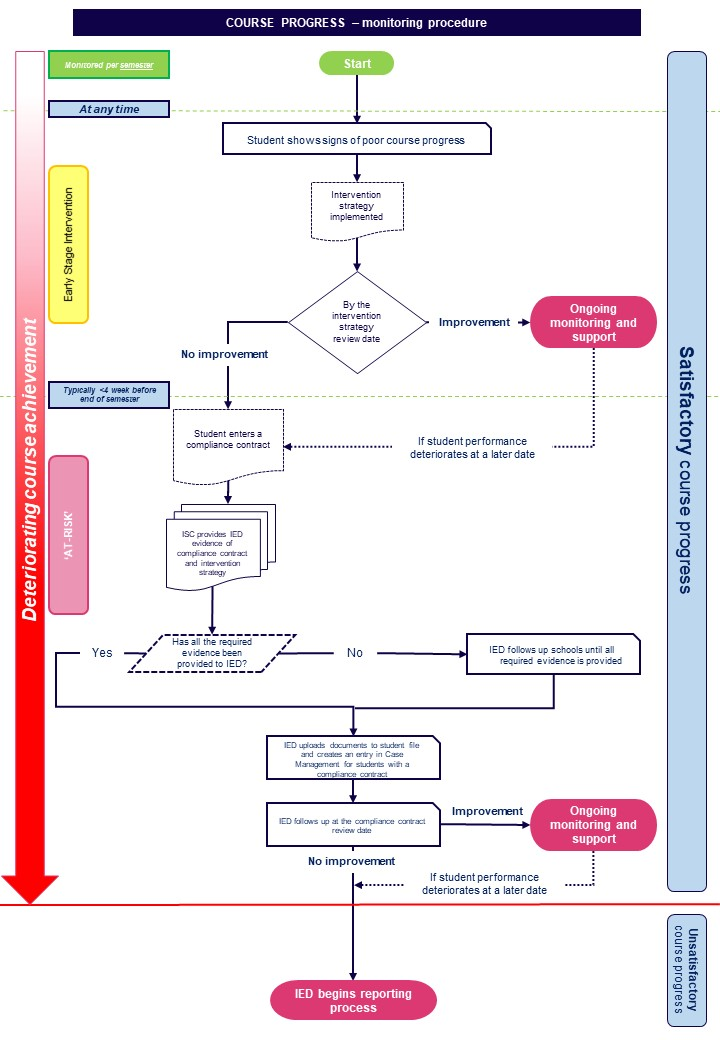 COURSE PROGRESS – monitoring procedure
Monitored per semester
Start
At any time
Student shows signs of poor course progress
Early Stage Intervention
Intervention
strategy
implemented
By the
intervention
strategy
review date
Improvement
Ongoing
monitoring and
support
No improvement
Typically <4 week before
end of semester
Student enters a
compliance contract
If student performance
deteriorates at a later date
Deteriorating course achievement
Satisfactory course progress
'AT-RISK'
ISC provides IED
evidence of
compliance contract
and intervention
strategy
Yes
Has all the required
evidence been
provided to IED?
No
IED follows up schools until all
required evidence is provided
IED uploads documents to student file
and creates an entry in Case
Management for students with a
compliance contract
IED follows up at the compliance contract
review date
Improvement
Ongoing
monitoring and
support
No improvement
If student performance
deteriorates at a later date
Unsatisfactory
course progress
IED begins reporting
process